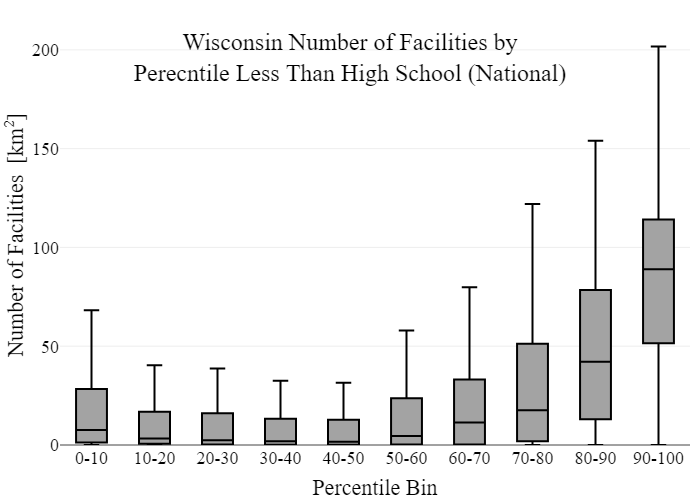 Wisconsin Number of Facilities by
Perecntile Less Than High School (National)
Number of Facilities [km²]
200
150
100
50
0
0-10 10-20 20-30 30-40 40-50 50-60 60-70 70-80 80-90 90-100
Percentile Bin